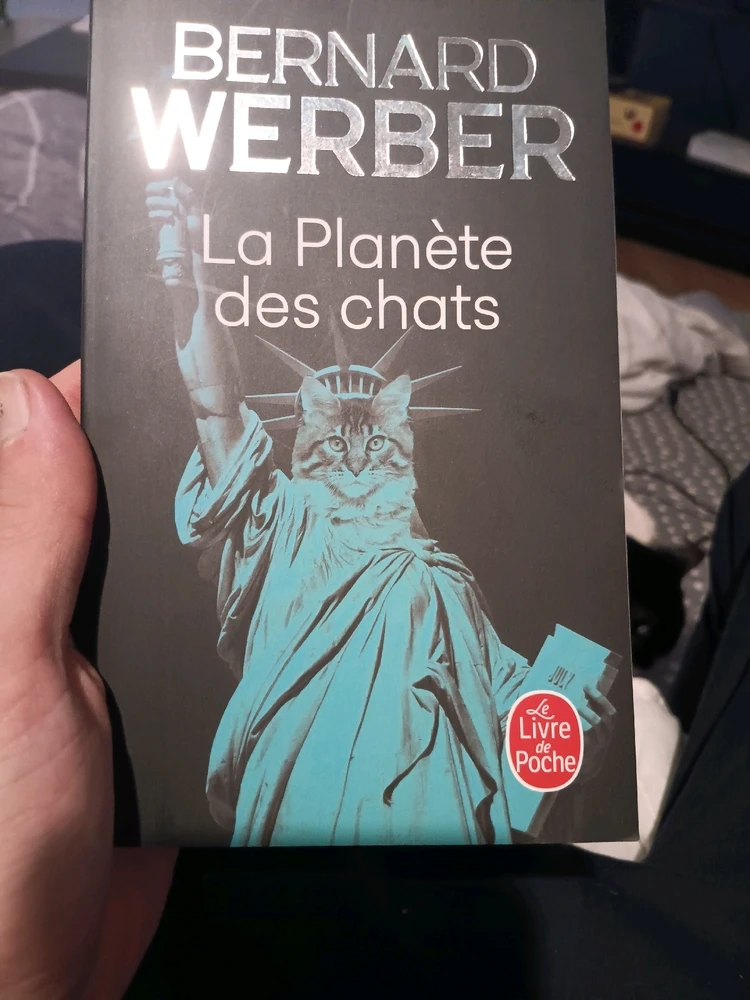 BERNARD
WERBER
La Planète
des chats
JULY
Le
Livre
de
Poche